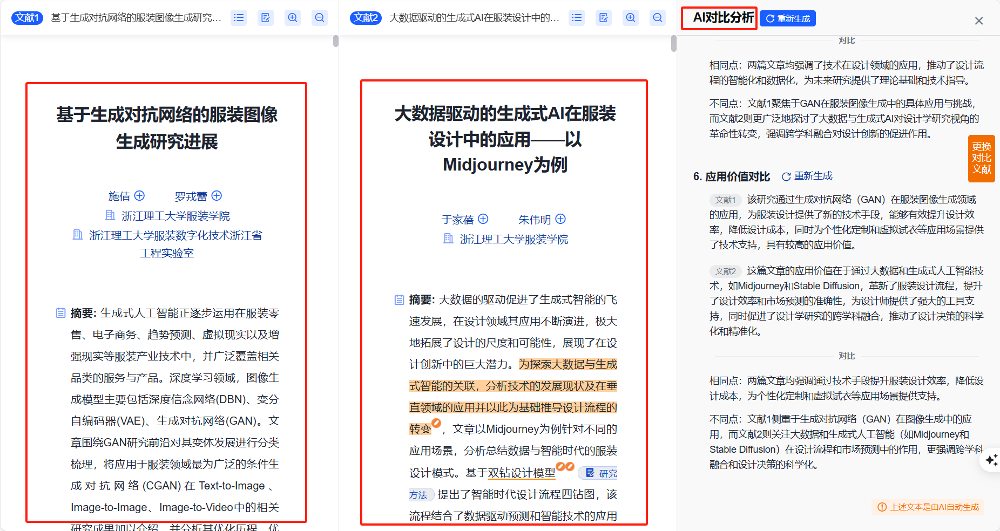 文献1 基于生成对抗网络的服装图像生成研究…
基于生成对抗网络的服装图像
生成研究进展
施倩 罗戎蕾
浙江理工大学服装学院
浙江理工大学服装数字化技术浙江省
工程实验室
摘要: 生成式人工智能正逐步运用在服装零
售、电子商务、趋势预测、虚拟现实以及增
强现实等服装产业技术中，并广泛覆盖相关
品类的服务与产品。深度学习领域，图像生
成模型主要包括深度信念网络(DBN)、变分
自编码器(VAE)、生成对抗网络(GAN)。文
章围绕GAN研究前沿对其变体发展进行分类
梳理，将应用于服装领域最为广泛的条件生
成对抗网络(CGAN)在Text-to-Image、
Image-to-Image、Image-to-Video中的相关
研究成果加以介绍，并分析其优化历程、优
文献2 大数据驱动的生成式AI在服装设计中的…
大数据驱动的生成式AI在服装
设计中的应用——以
Midjourney为例
于家蓓 朱伟明
浙江理工大学服装学院
摘要: 大数据的驱动促进了生成式智能的飞
速发展，在设计领域其应用不断演进，极大
地拓展了设计的尺度和可能性，展现了在设
计创新中的巨大潜力。为探索大数据与生成
式智能的关联，分析技术的发展现状及在垂
直领域的应用并以此为基础推导设计流程的
转变，文章以Midjourney为例针对不同的
应用场景，分析总结数据与智能时代的服装
设计模式。基于双钻设计模型 研究
方法 提出了智能时代设计流程四钻图，该
流程结合了数据驱动预测和智能技术的应用
AI对比分析 重新生成
对比
相同点：两篇文章均强调了技术在设计领域的应用，推动了设计流
程的智能化和数据化，为未来研究提供了理论基础和技术指导。
不同点：文献1聚焦于GAN在服装图像生成中的具体应用与挑战，
而文献2则更广泛地探讨了大数据与生成式AI对设计学研究视角的
革命性转变，强调跨学科融合对设计创新的促进作用。
更换
对比
文献
6. 应用价值对比 重新生成
文献1 该研究通过生成对抗网络（GAN）在服装图像生成领域
的应用，为服装设计提供了新的技术手段，能够有效提升设计效
率，降低设计成本，同时为个性化定制和虚拟试衣等应用场景提供
了技术支持，具有较高的应用价值。
文献2 这篇文章的应用价值在于通过大数据和生成式人工智能技
术，如Midjourney和Stable Diffusion，革新了服装设计流程，提升
了设计效率和市场预测的准确性，为设计师提供了强大的工具支
持，同时促进了设计学研究的跨学科融合，推动了设计决策的科学
化和精准化。
对比
相同点：两篇文章均强调通过技术手段提升服装设计效率，降低设
计成本，为个性化定制和虚拟试衣等应用场景提供支持。
不同点：文献1侧重于生成对抗网络（GAN）在图像生成中的应
用，而文献2则关注大数据和生成式人工智能（如Midjourney和
Stable Diffusion）在设计流程和市场预测中的作用，更强调跨学科
融合和设计决策的科学化。
上述文本是由AI自动生成